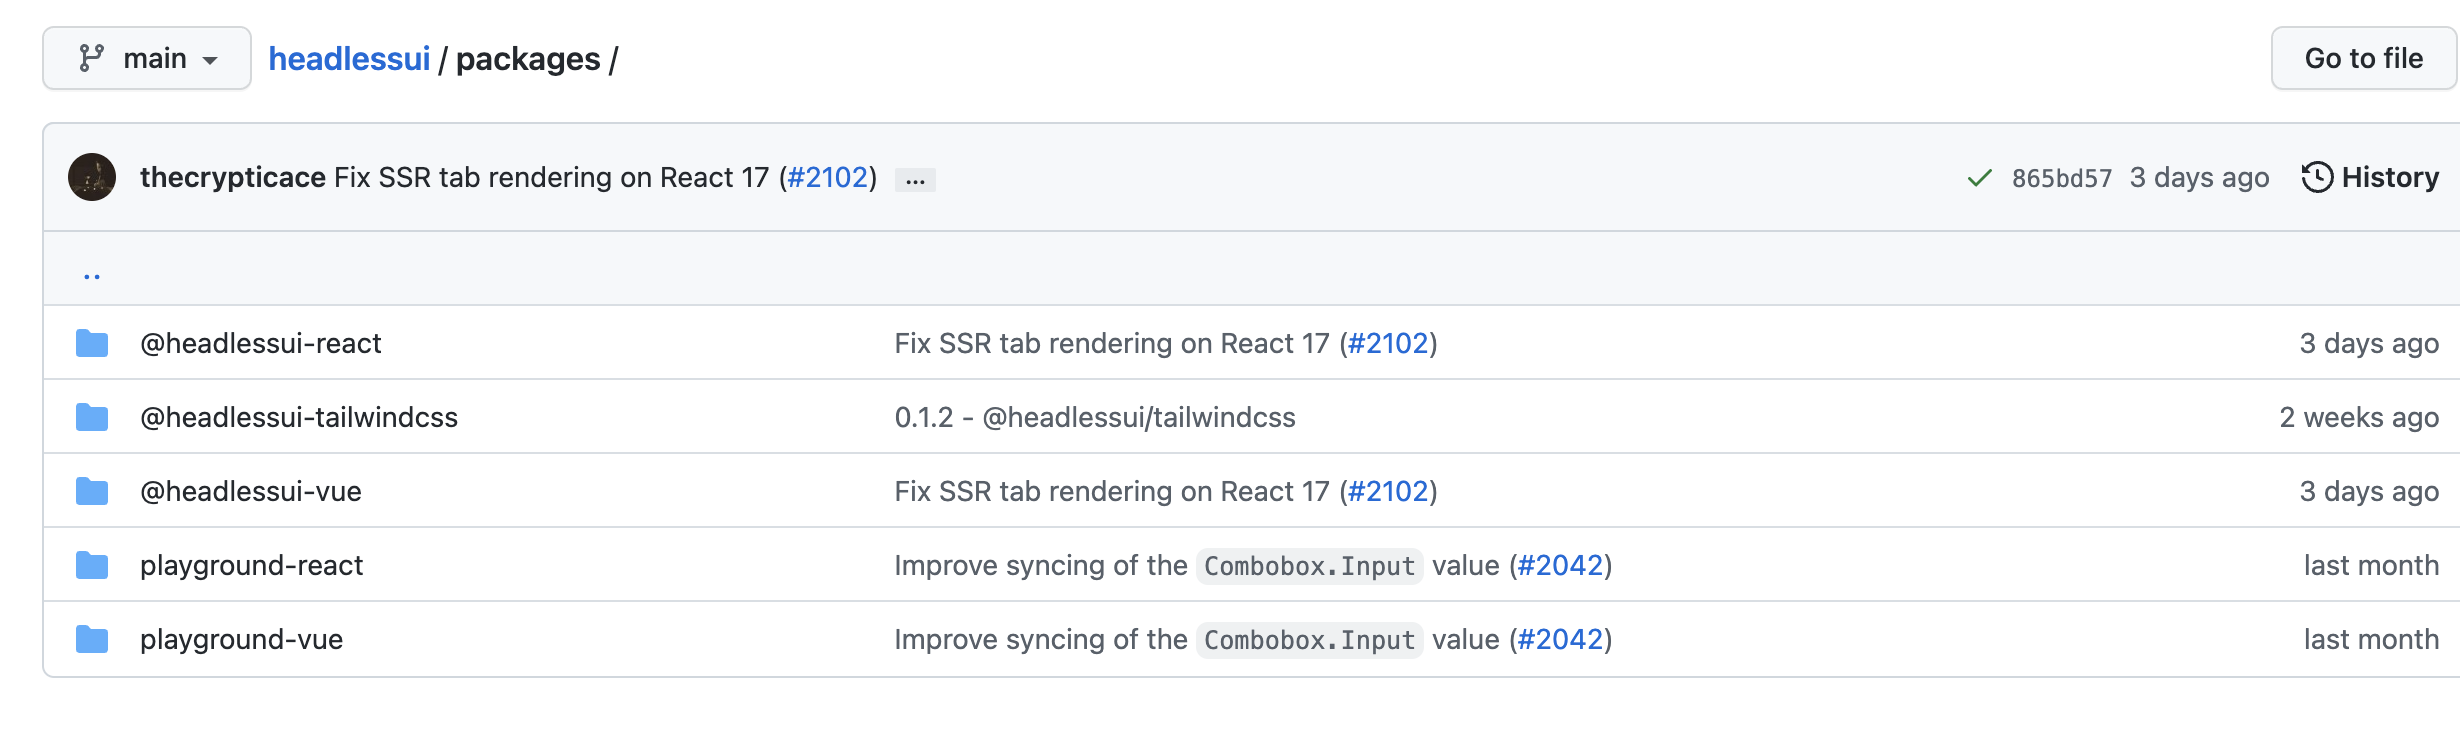 main headlessui / packages / Go to file
thecrypticace Fix SSR tab rendering on React 17 (#2102) ... 865bd57 3 days ago History
..
@headlessui-react Fix SSR tab rendering on React 17 (#2102) 3 days ago
@headlessui-tailwindcss 0.1.2 - @headlessui/tailwindcss 2 weeks ago
@headlessui-vue Fix SSR tab rendering on React 17 (#2102) 3 days ago
playground-react Improve syncing of the Combobox.Input value (#2042) last month
playground-vue Improve syncing of the Combobox.Input value (#2042) last month